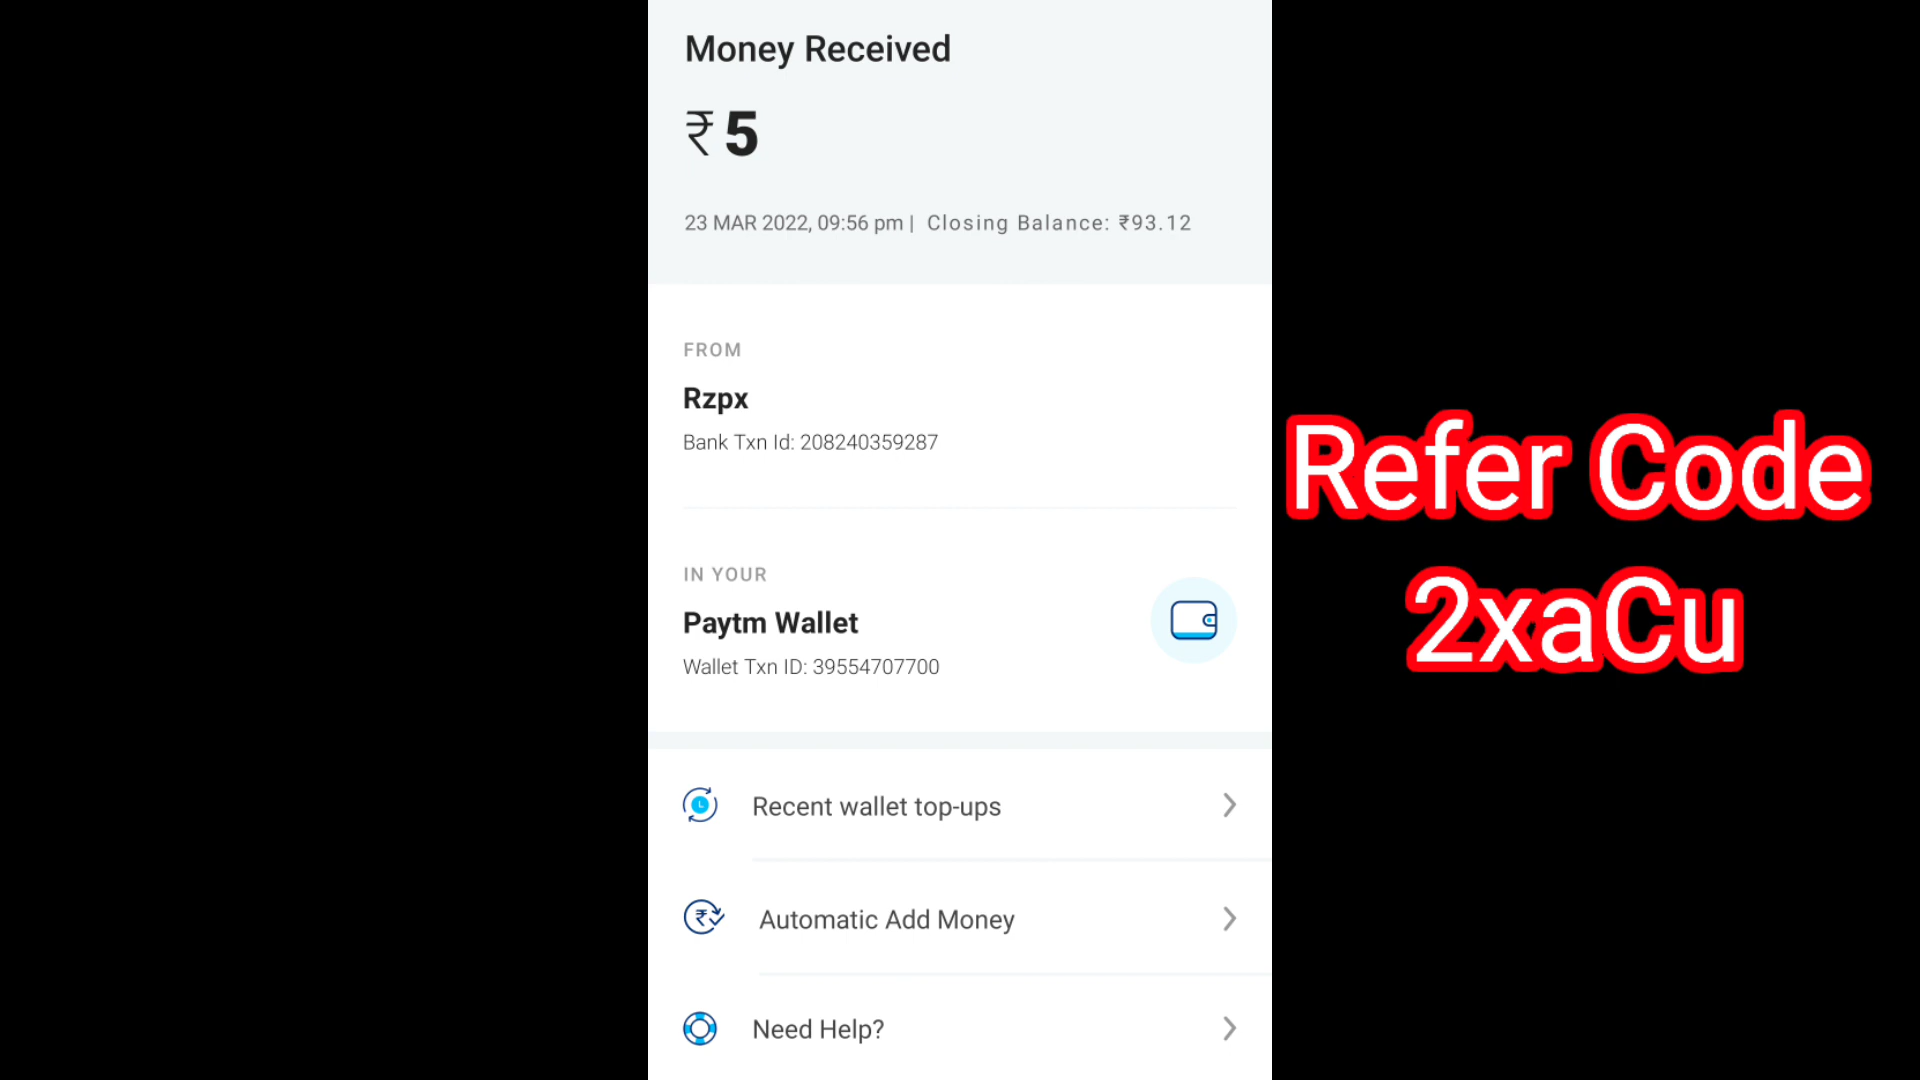 Money Received
₹5
23 MAR 2022, 09:56 pm | Closing Balance: ₹93.12
FROM
Rzpx
Bank Txn Id: 208240359287
IN YOUR
Paytm Wallet
Wallet Txn ID: 39554707700
Recent wallet top-ups
Automatic Add Money
Need Help?
Refer Code
2xaCu